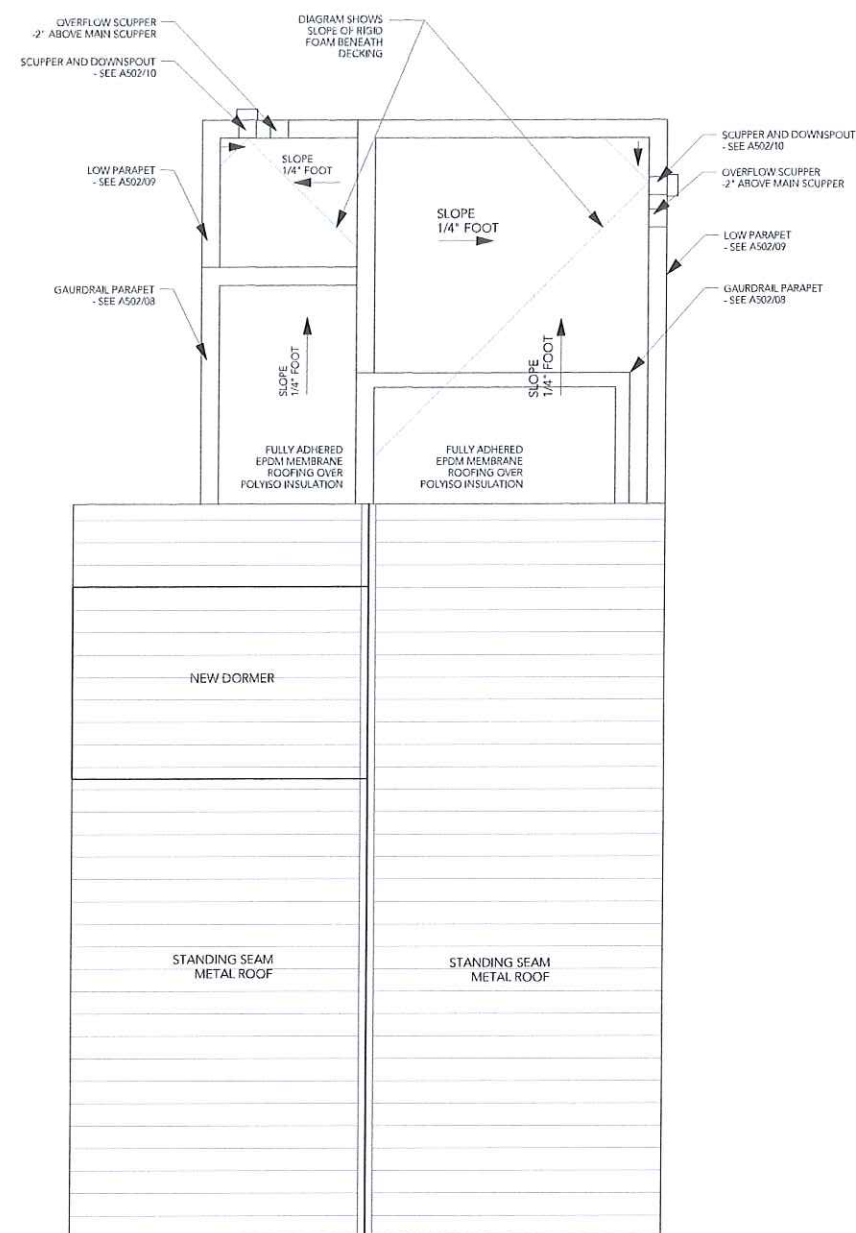 OVERFLOW SCUPPER
-2" ABOVE MAIN SCUPPER
SCUPPER AND DOWNSPOUT
- SEE A502/10
DIAGRAM SHOWS
SLOPE OF RIGID
FOAM BENEATH
DECKING
LOW PARAPET
- SEE A502/09
GAURDRAIL PARAPET
- SEE A502/08
SLOPE
1/4" FOOT
SLOPE
1/4" FOOT
SCUPPER AND DOWNSPOUT
- SEE A502/10
OVERFLOW SCUPPER
-2" ABOVE MAIN SCUPPER
LOW PARAPET
- SEE A502/09
GAURDRAIL PARAPET
- SEE A502/08
SLOPE
1/4" FOOT
SLOPE
1/4" FOOT
FULLY ADHERED
EPDM MEMBRANE
ROOFING OVER
POLYISO INSULATION
FULLY ADHERED
EPDM MEMBRANE
ROOFING OVER
POLYISO INSULATION
NEW DORMER
STANDING SEAM
METAL ROOF
STANDING SEAM
METAL ROOF